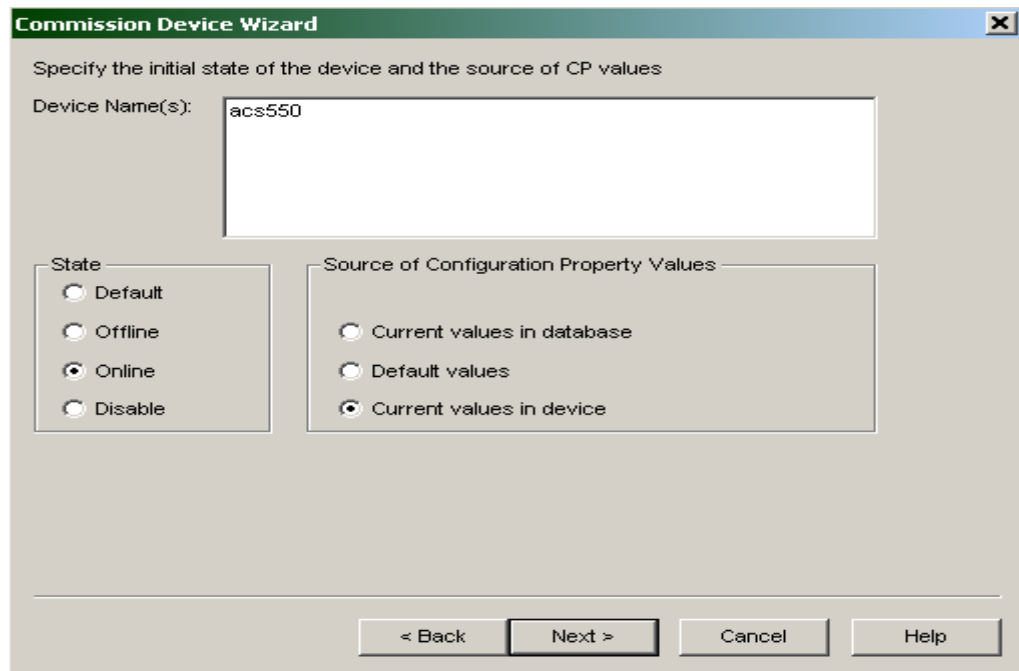 Commission Device Wizard
Specify the initial state of the device and the source of CP values
Device Name(s):
acs550
State
Default
Offline
Online
Disable
Source of Configuration Property Values
Current values in database
Default values
Current values in device
< Back
Next >
Cancel
Help